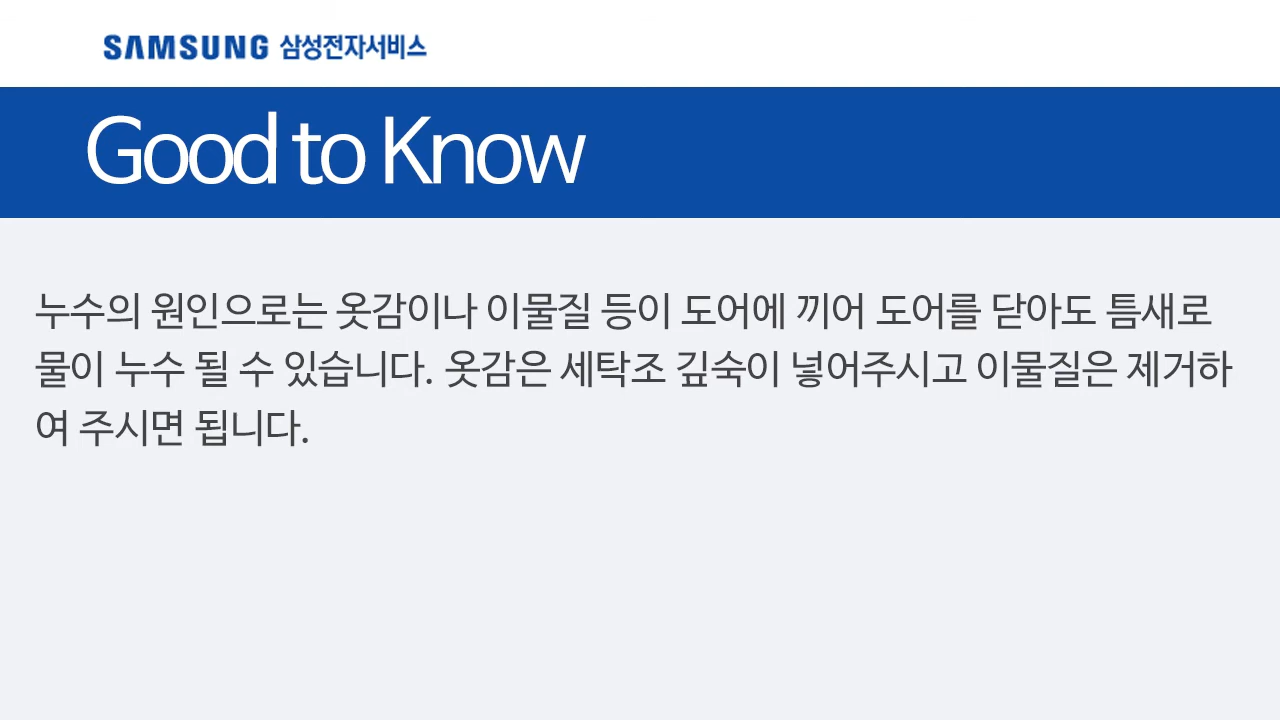 SAMSUNG 삼성전자서비스
Good to Know
누수의 원인으로는 옷감이나 이물질 등이 도어에 끼어 도어를 닫아도 틈새로
물이 누수 될 수 있습니다. 옷감은 세탁조 깊숙이 넣어주시고 이물질은 제거하
여 주시면 됩니다.